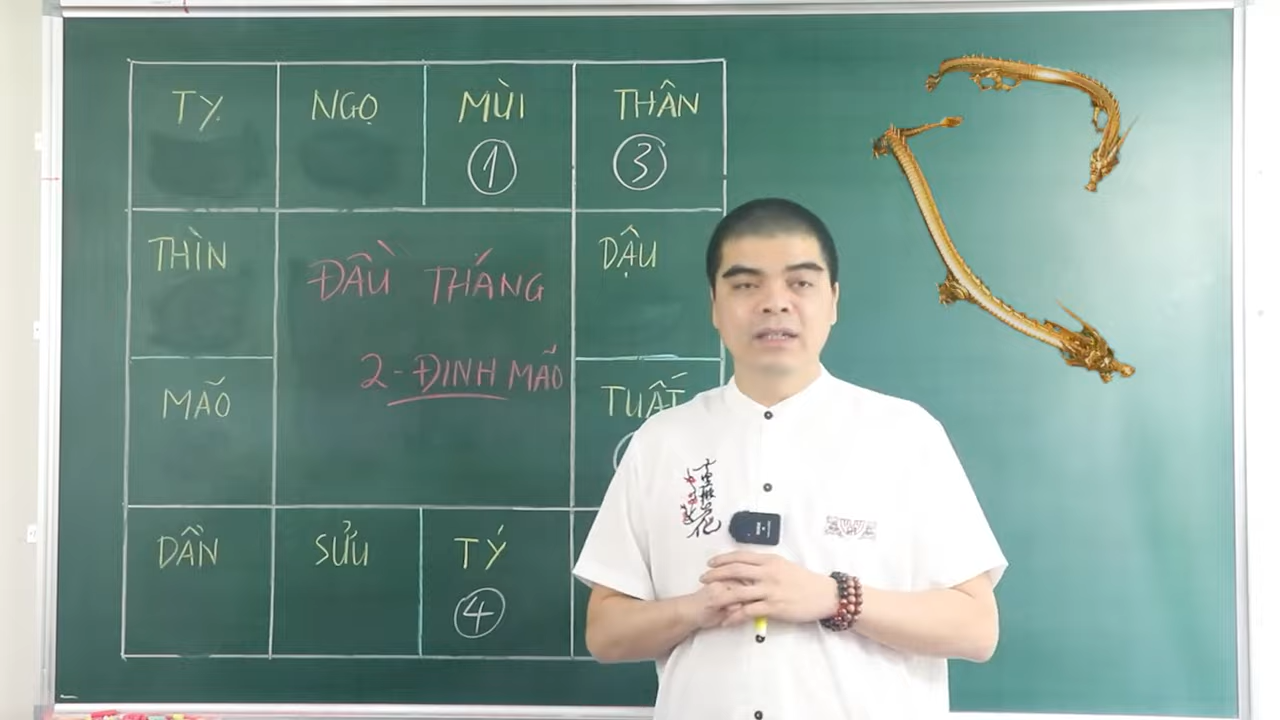 TỴ
NGỌ
MÙI
THÂN
1
3
THÌN
ĐẦU THÁNG
DẬU
2-ĐINH MÃO
MÃO
TUẤT
DẦN
SỬU
TÝ
4